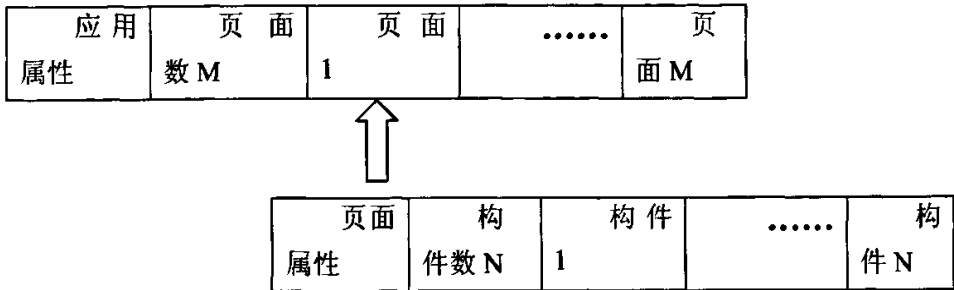 应用 页面 页面 …… 页
属性 数M 1 面M
页面 构 构件 …… 构
属性 件数N 1 件N